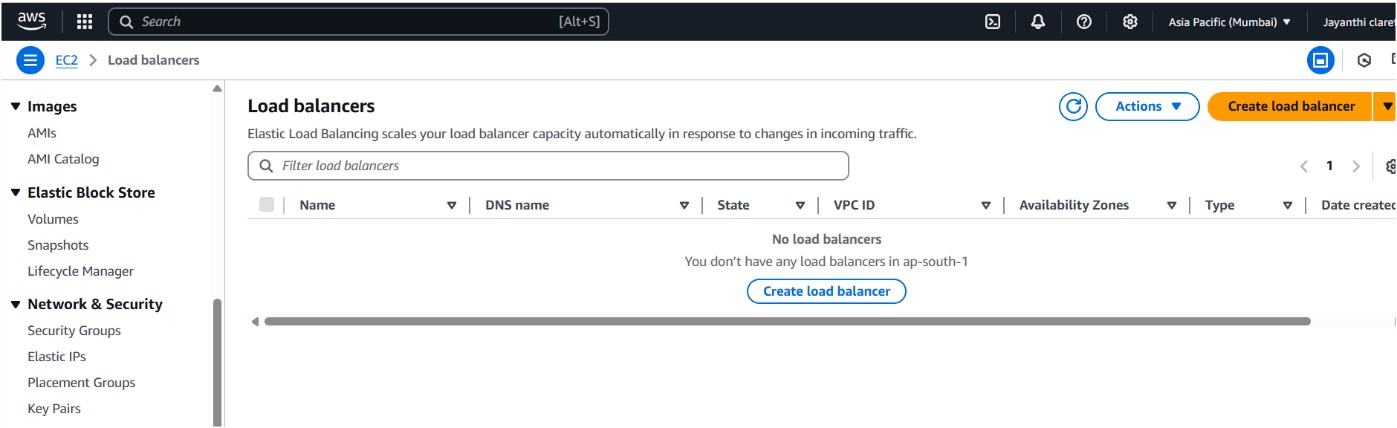 aws
Search [Alt+S]
Asia Pacific (Mumbai)
Jayanthi claret
EC2 Load balancers
Images
AMIs
AMI Catalog
Elastic Block Store
Volumes
Snapshots
Lifecycle Manager
Network & Security
Security Groups
Elastic IPs
Placement Groups
Key Pairs
Load balancers
Actions
Create load balancer
Elastic Load Balancing scales your load balancer capacity automatically in response to changes in incoming traffic.
Filter load balancers
1
Name DNS name State VPC ID Availability Zones Type Date created
No load balancers
You don't have any load balancers in ap-south-1
Create load balancer